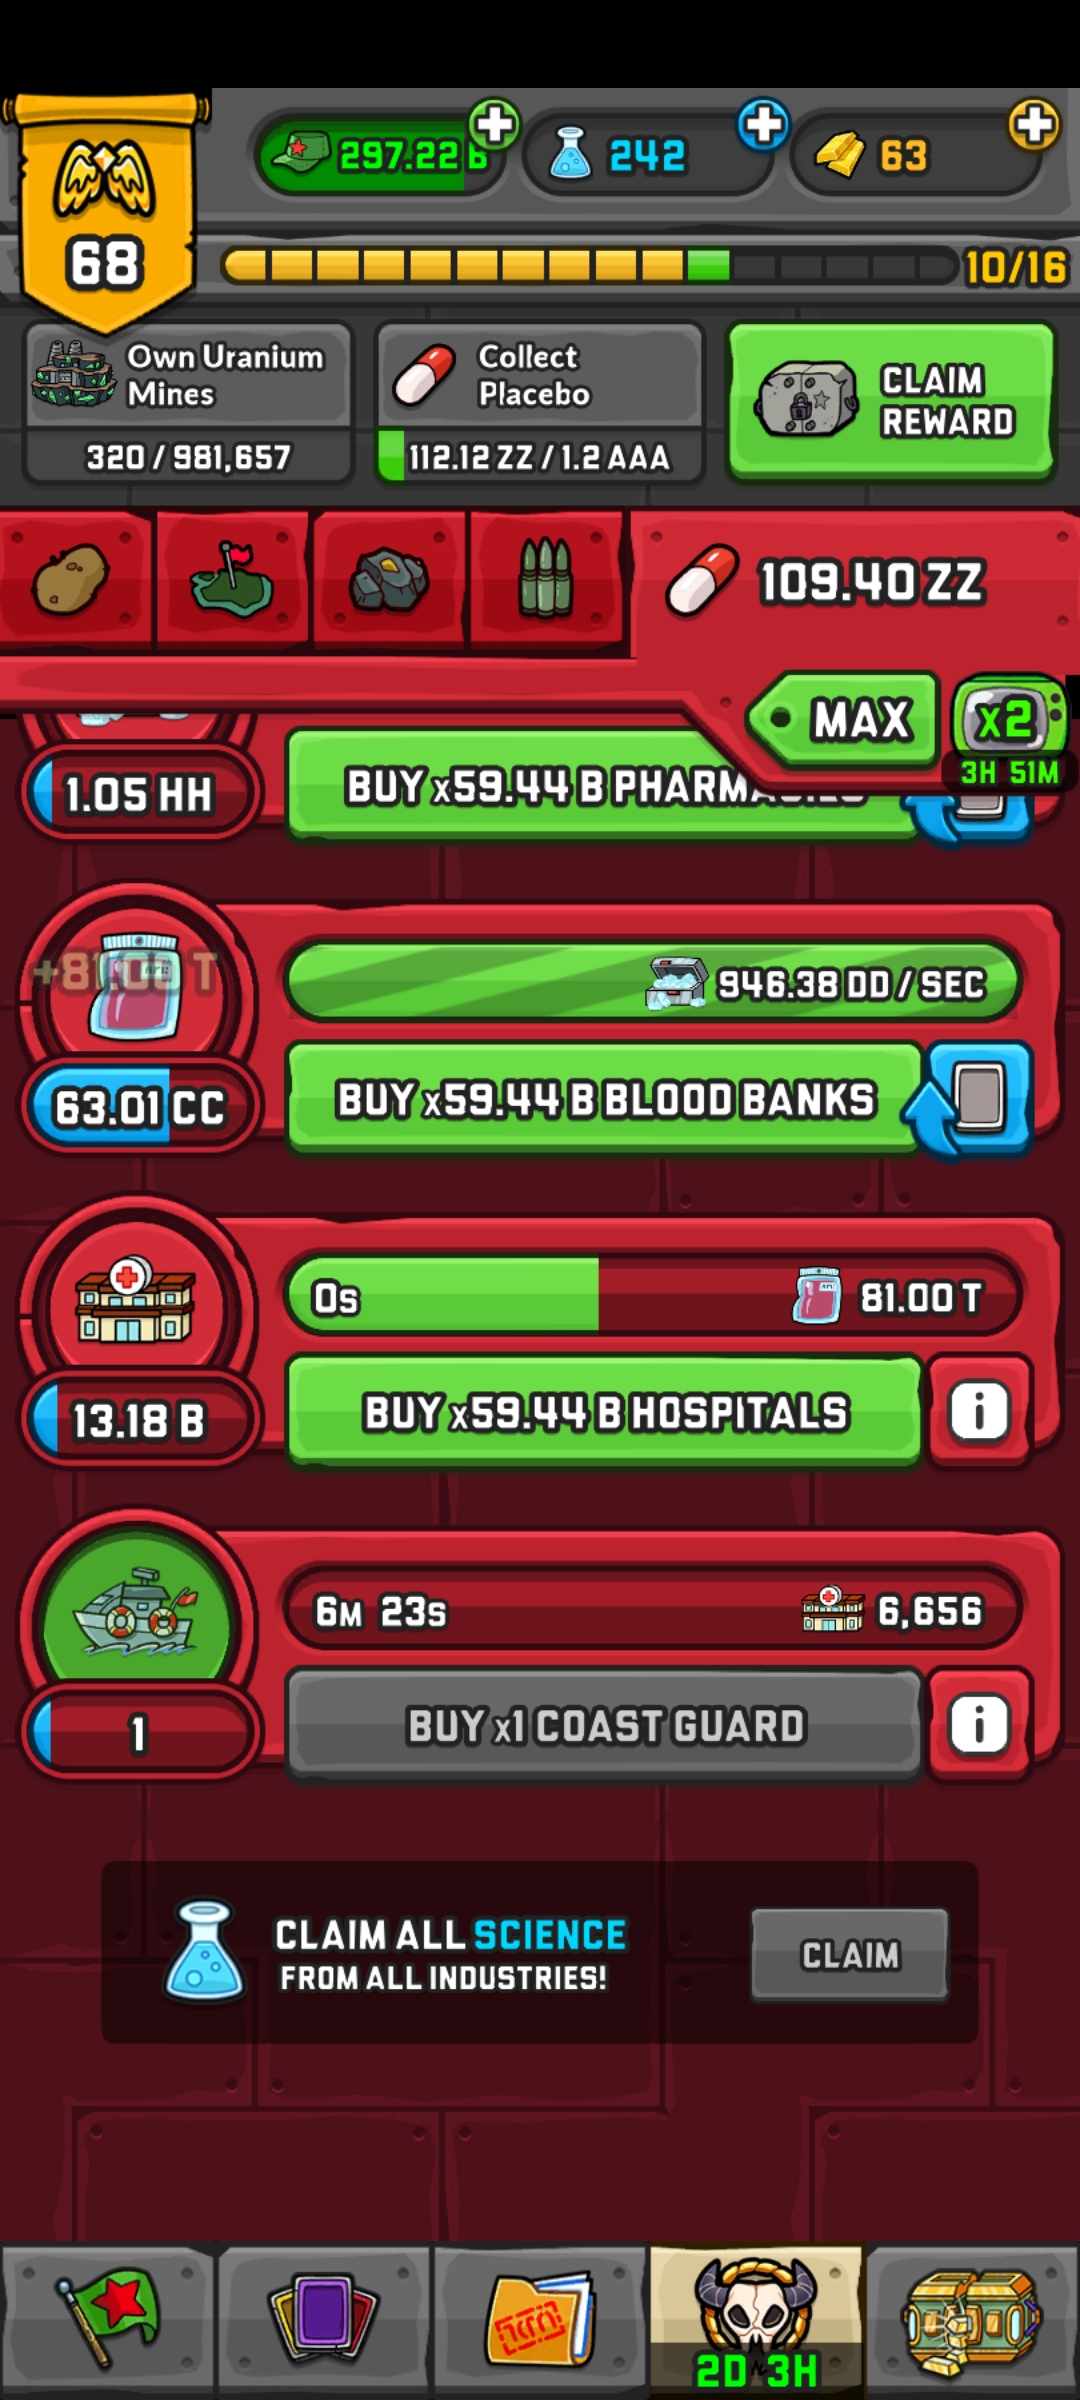 297.22 B
242
63
68
10/16
Own Uranium
Mines
320 / 981,657
Collect
Placebo
112.12 ZZ / 1.2 AAA
CLAIM
REWARD
109.40 ZZ
MAX
x2
3H 51M
1.05 HH
BUY x59.44 B PHARMACIES
+81.00 T
946.38 DD / SEC
63.01 CC
BUY x59.44 B BLOOD BANKS
0s
81.00 T
13.18 B
BUY x59.44 B HOSPITALS
i
6M 23s
6,656
1
BUY x1 COAST GUARD
i
CLAIM ALL SCIENCE
FROM ALL INDUSTRIES!
CLAIM
2D 3H